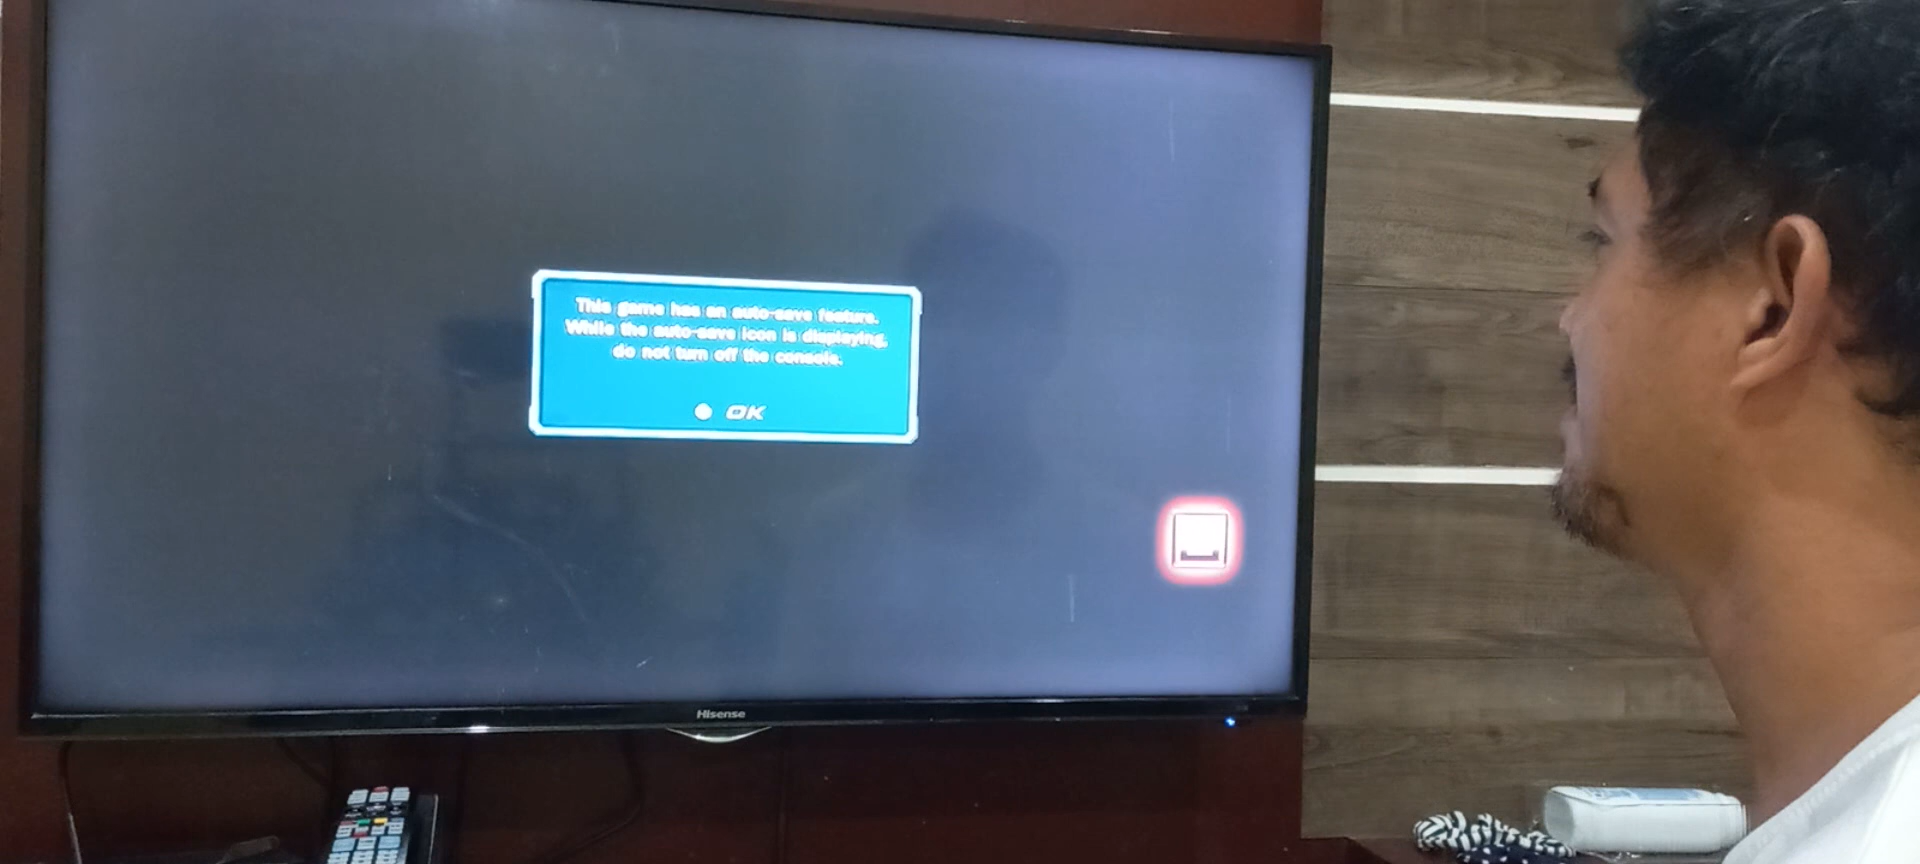 This game has an auto-save feature.
While the auto-save icon is displaying,
do not turn off the console.
OK
Hisense